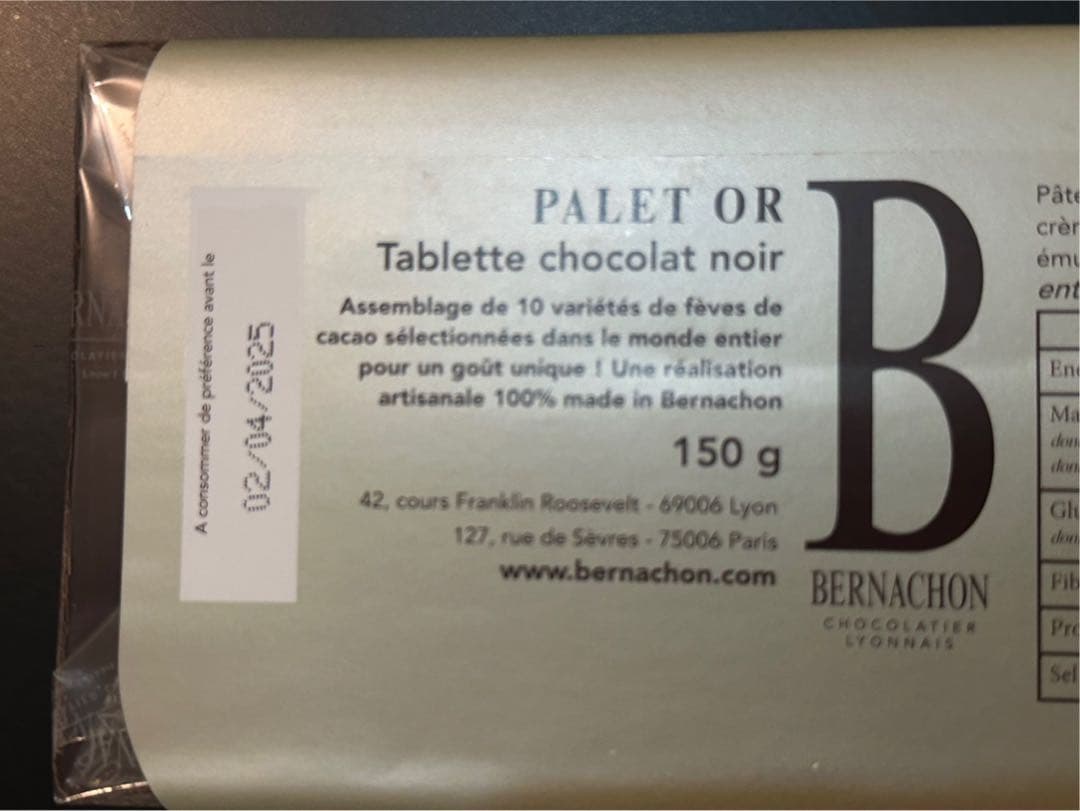 A consommer de préférence avant le
02/04/2025
PALET OR
Tablette chocolat noir
Assemblage de 10 variétés de fèves de
cacao sélectionnées dans le monde entier
pour un goût unique ! Une réalisation
artisanale 100% made in Bernachon
150 g
42, cours Franklin Roosevelt - 69006 Lyon
127, rue de Sèvres - 75006 Paris
www.bernachon.com
B
BERNACHON
CHOCOLATIER
LYONNAIS
Pâte
Sel